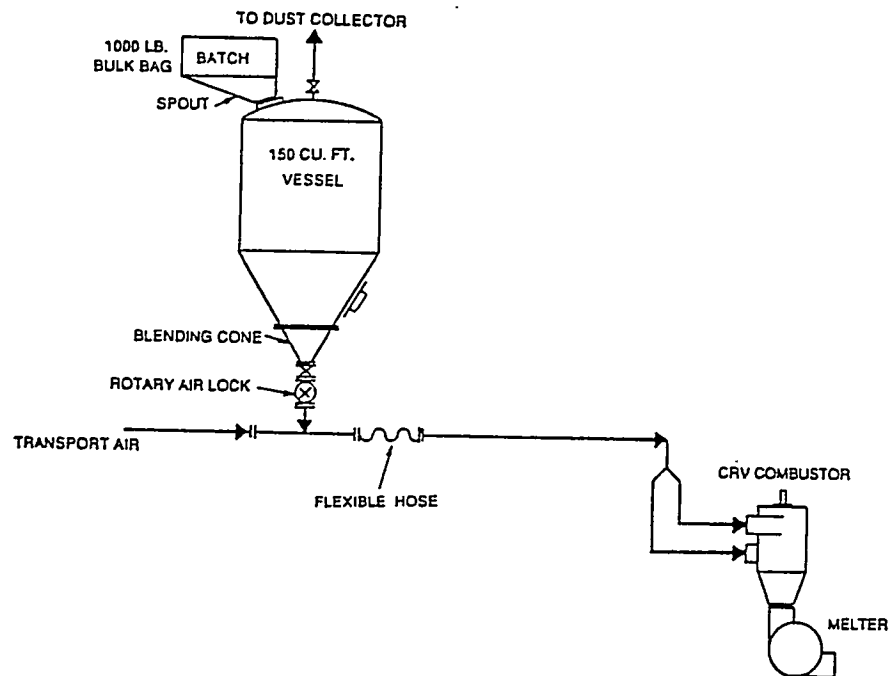 TO DUST COLLECTOR
1000 LB.
BULK BAG
BATCH
SPOUT
150 CU. FT.
VESSEL
BLENDING CONE
ROTARY AIR LOCK
TRANSPORT AIR
FLEXIBLE HOSE
CRV COMBUSTOR
MELTER